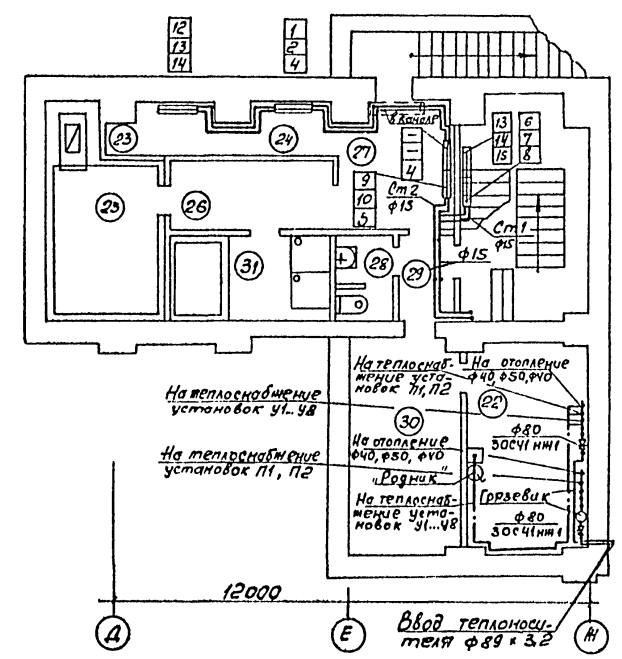 12
13
14
1
2
4
в канале
13
14
15
6
7
8
23
24
27
—
—
4
9
10
5
Ст 2
ф15
23
26
Ст1
ф15
31
28
29
ф15
На теплоснаб-
жение уста-
новок П1, П2
На отопление
ф40, ф50, ф40
На теплоснабжение
установок У1...У8
22
30
ф80
30С41нж1
На отопление
ф40, ф50, ф40
На теплоснабжение
установок П1, П2
"Родник"
На теплоснаб-
жение уста-
новок У1...У8
Грязевик
ф80
30С41нж1
12000
Д
Е
Ввод теплоноси-
теля ф89 × 3,2